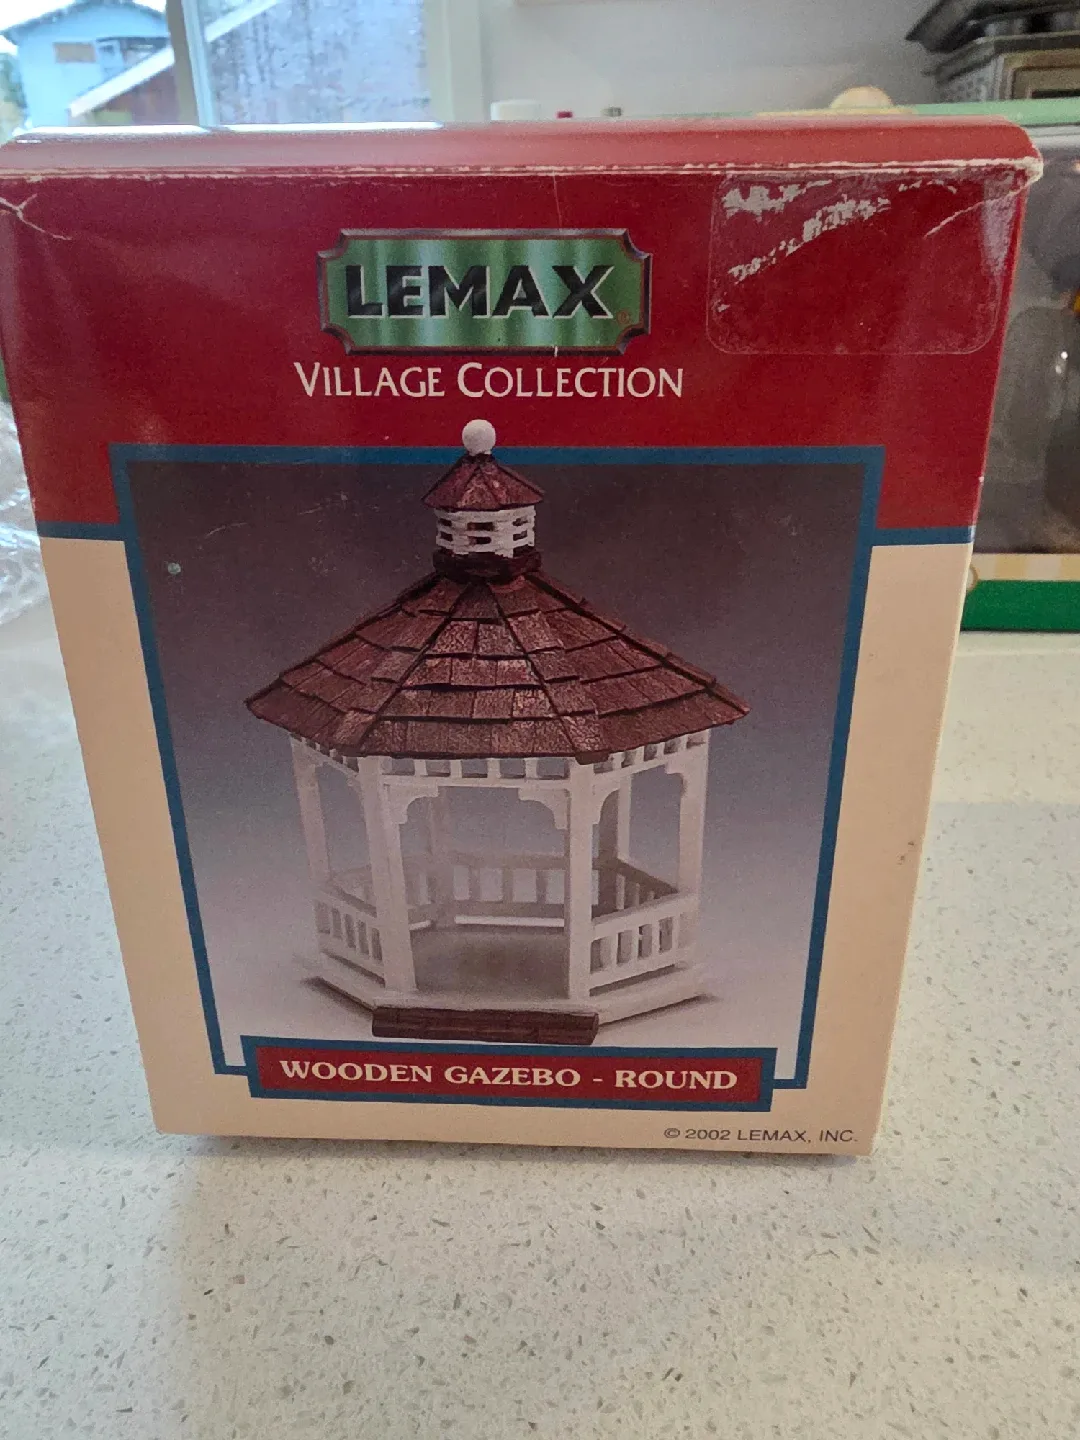 LEMAX
VILLAGE COLLECTION
WOODEN GAZEBO - ROUND
© 2002 LEMAX, INC.